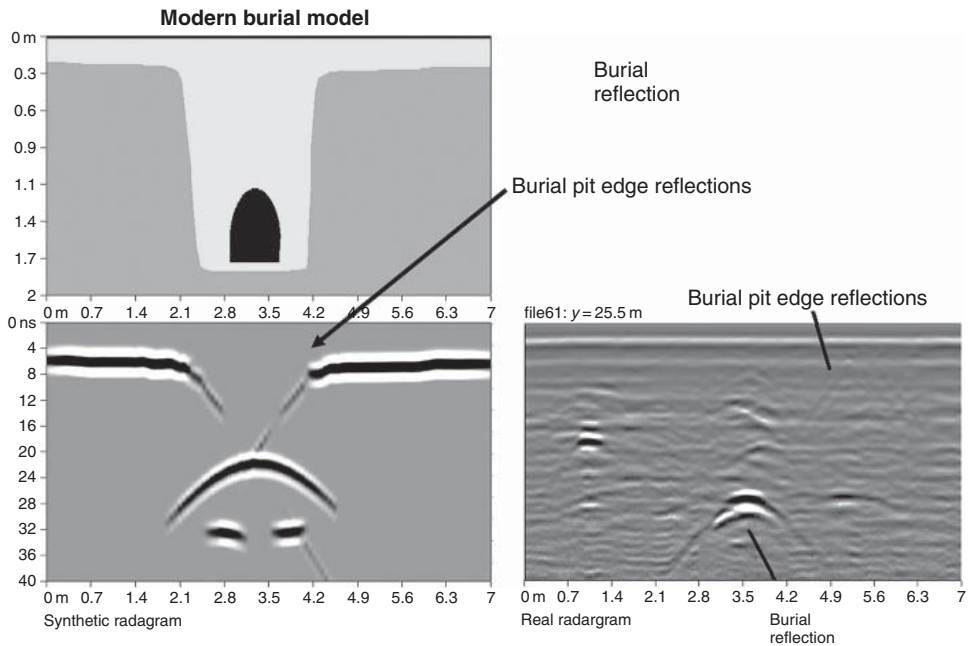 Modern burial model
0 m
0.3
0.6
0.9
1.1
1.4
1.7
2
0 m 0.7 1.4 2.1 2.8 3.5 4.2 4.9 5.6 6.3 7
Burial
reflection
Burial pit edge reflections
0 ns
4
8
12
16
20
24
28
32
36
40
0 m 0.7 1.4 2.1 2.8 3.5 4.2 4.9 5.6 6.3 7
Synthetic radagram
Burial pit edge reflections
file61: y = 25.5 m
0 m 0.7 1.4 2.1 2.8 3.5 4.2 4.9 5.6 6.3 7
Real radargram
Burial
reflection